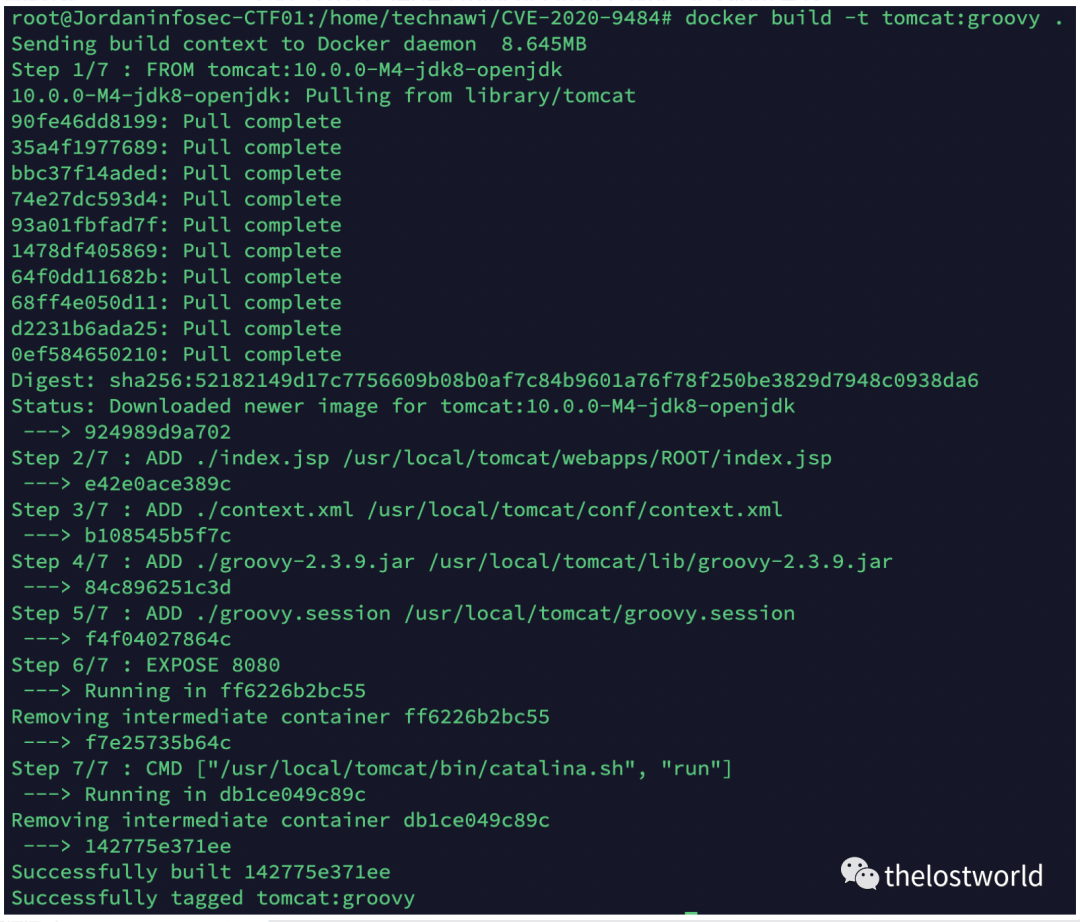 root@Jordaninfosec-CTF01:/home/technawi/CVE-2020-9484# docker build -t tomcat:groovy .
Sending build context to Docker daemon  8.645MB
Step 1/7 : FROM tomcat:10.0.0-M4-jdk8-openjdk
10.0.0-M4-jdk8-openjdk: Pulling from library/tomcat
90fe46dd8199: Pull complete
35a4f1977689: Pull complete
bbc37f14aded: Pull complete
74e27dc593d4: Pull complete
93a01fbfad7f: Pull complete
1478df405869: Pull complete
64f0dd11682b: Pull complete
68ff4e050d11: Pull complete
d2231b6ada25: Pull complete
0ef584650210: Pull complete
Digest: sha256:52182149d17c7756609b08b0af7c84b9601a76f78f250be3829d7948c0938da6
Status: Downloaded newer image for tomcat:10.0.0-M4-jdk8-openjdk
 ---> 924989d9a702
Step 2/7 : ADD ./index.jsp /usr/local/tomcat/webapps/ROOT/index.jsp
 ---> e42e0ace389c
Step 3/7 : ADD ./context.xml /usr/local/tomcat/conf/context.xml
 ---> b108545b5f7c
Step 4/7 : ADD ./groovy-2.3.9.jar /usr/local/tomcat/lib/groovy-2.3.9.jar
 ---> 84c896251c3d
Step 5/7 : ADD ./groovy.session /usr/local/tomcat/groovy.session
 ---> f4f04027864c
Step 6/7 : EXPOSE 8080
 ---> Running in ff6226b2bc55
Removing intermediate container ff6226b2bc55
 ---> f7e25735b64c
Step 7/7 : CMD ["/usr/local/tomcat/bin/catalina.sh", "run"]
 ---> Running in db1ce049c89c
Removing intermediate container db1ce049c89c
 ---> 142775e371ee
Successfully built 142775e371ee
Successfully tagged tomcat:groovy
thelostworld